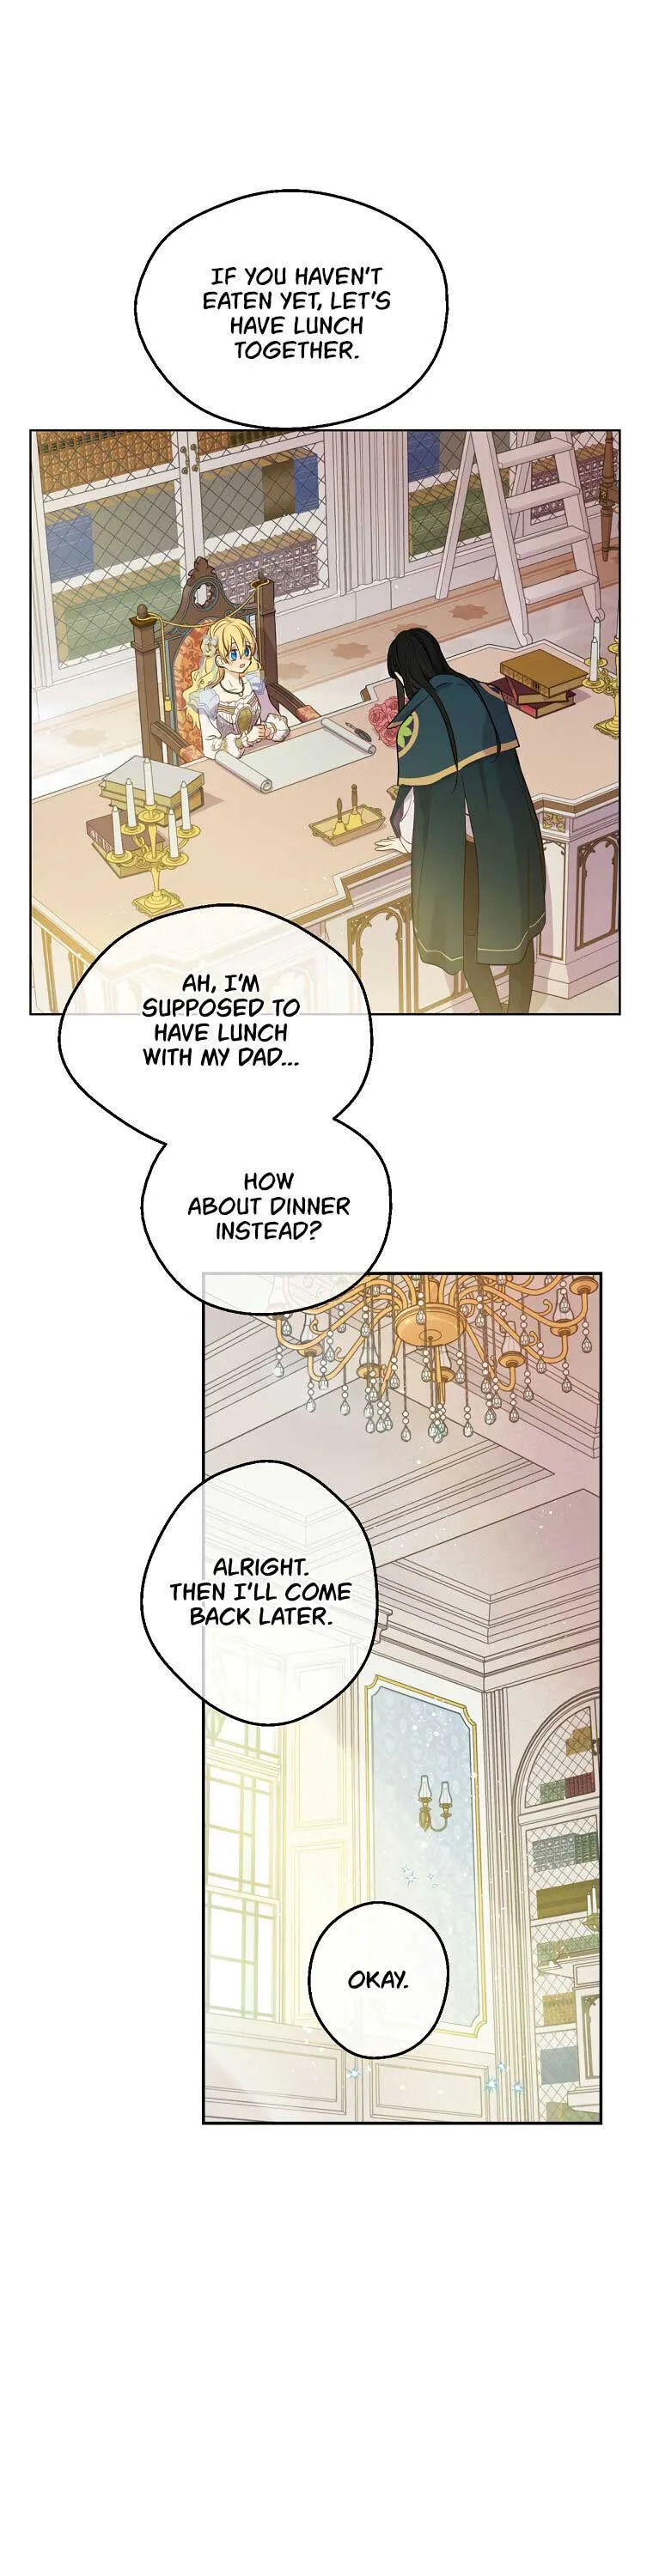 IF YOU HAVEN'T
EATEN YET, LET'S
HAVE LUNCH
TOGETHER.
AH, I'M
SUPPOSED TO
HAVE LUNCH
WITH MY DAD...
HOW
ABOUT DINNER
INSTEAD?
ALRIGHT.
THEN I'LL COME
BACK LATER.
OKAY.